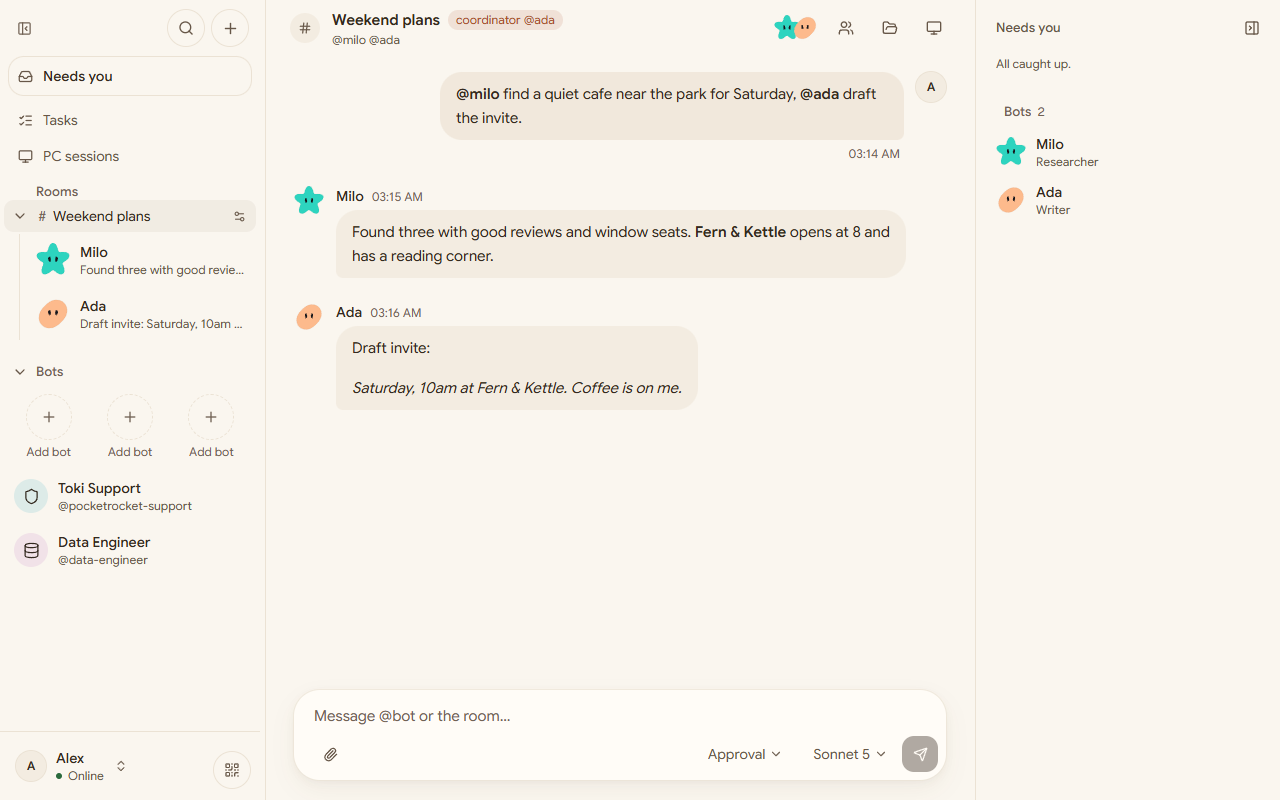 Needs you
Tasks
PC sessions
Rooms
# Weekend plans
Milo
Found three with good revie...
Ada
Draft invite: Saturday, 10am ...
Bots
Add bot
Add bot
Add bot
Toki Support
@pocketrocket-support
Data Engineer
@data-engineer
A
Alex
Online
#
Weekend plans
coordinator @ada
@milo @ada
@milo find a quiet cafe near the park for Saturday, @ada draft
the invite.
A
03:14 AM
Milo 03:15 AM
Found three with good reviews and window seats. Fern & Kettle opens at 8 and
has a reading corner.
Ada 03:16 AM
Draft invite:
Saturday, 10am at Fern & Kettle. Coffee is on me.
Message @bot or the room...
Approval
Sonnet 5
Needs you
All caught up.
Bots 2
Milo
Researcher
Ada
Writer